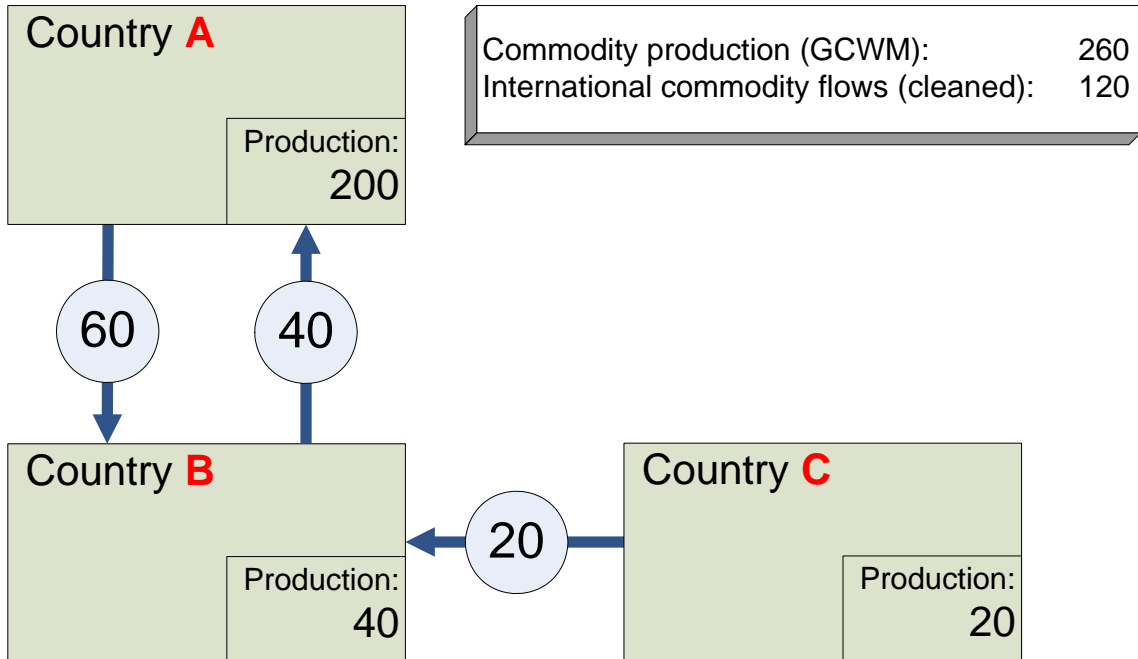 Country A
Production:
200
Commodity production (GCWM): 260
International commodity flows (cleaned): 120
60
40
Country B
Production:
40
20
Country C
Production:
20